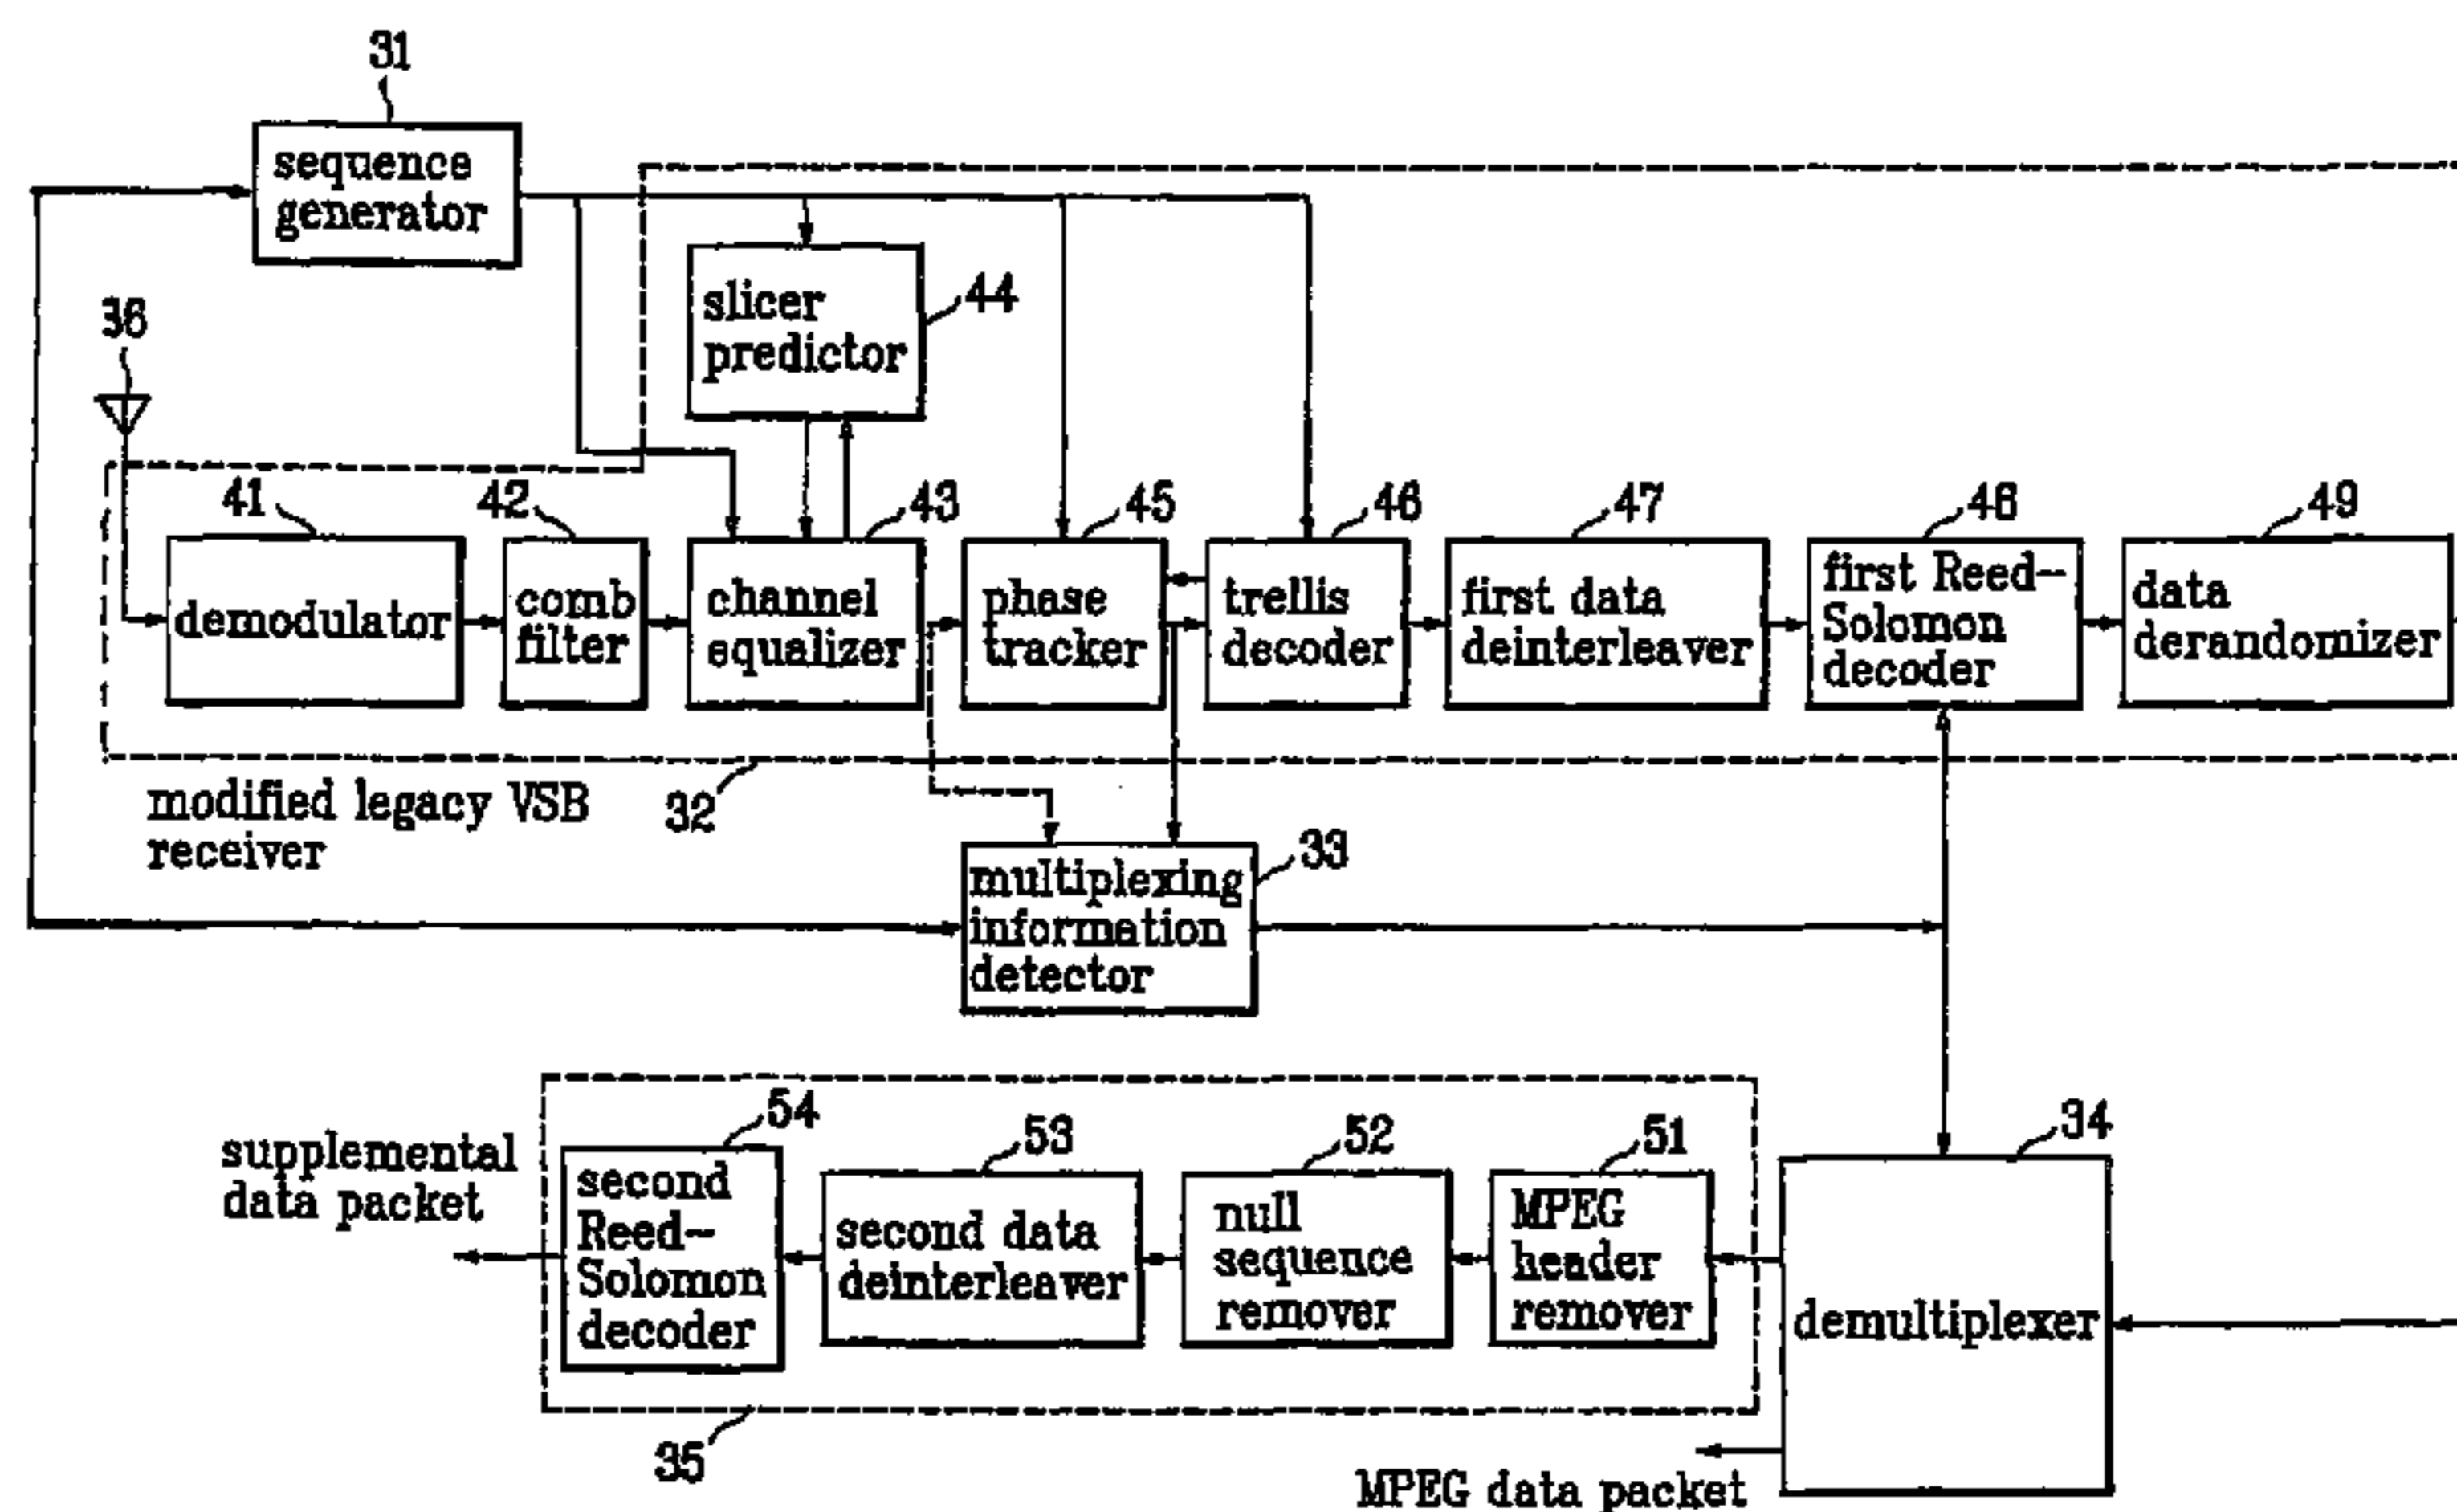 31
sequence
generator
36
slicer
predictor
44
41
42
43
45
46
47
48
49
demodulator
comb
filter
channel
equalizer
phase
tracker
trellis
decoder
first data
deinterleaver
first Reed-
Solomon
decoder
data
derandomizer
modified legacy VSB
receiver
32
33
multiplexing
information
detector
supplemental
data packet
54
53
52
51
34
second
Reed-
Solomon
decoder
second data
deinterleaver
null
sequence
remover
MPEG
header
remover
demultiplexer
35
MPEG data packet